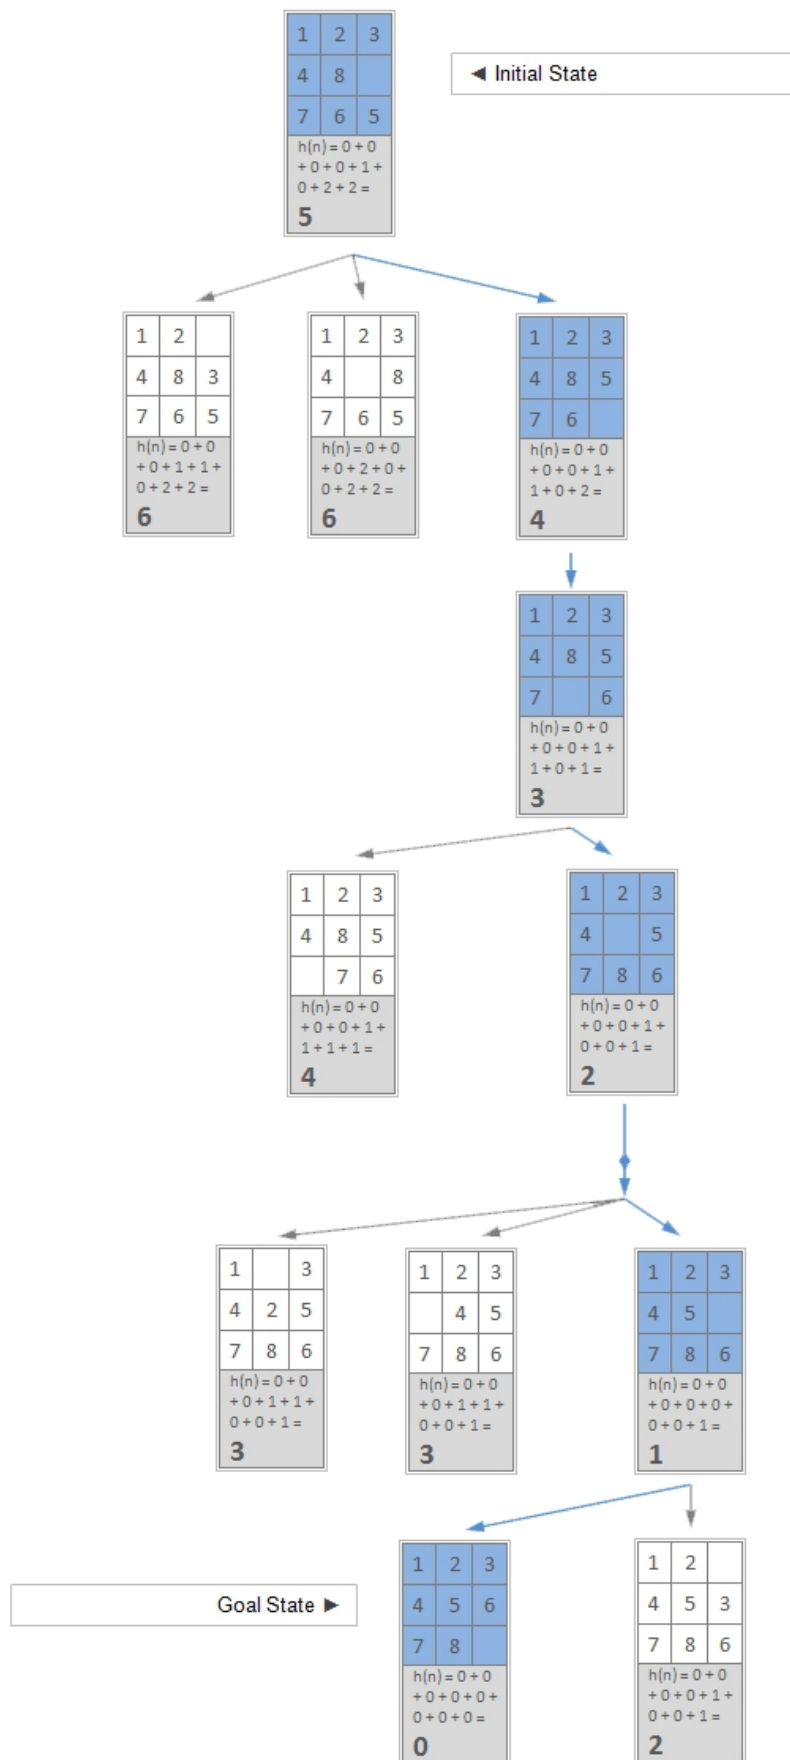 1 2 3
◄ Initial State
4 8
7 6 5
h(n) = 0 + 0
+ 0 + 0 + 1 +
0 + 2 + 2 =
5
1 2
4 8 3
7 6 5
h(n) = 0 + 0
+ 0 + 1 + 1 +
0 + 2 + 2 =
6
1 2 3
4 8
7 6 5
h(n) = 0 + 0
+ 0 + 2 + 0 +
0 + 2 + 2 =
6
1 2 3
4 8 5
7 6
h(n) = 0 + 0
+ 0 + 0 + 1 +
1 + 0 + 2 =
4
1 2 3
4 8 5
7 6
h(n) = 0 + 0
+ 0 + 0 + 1 +
1 + 0 + 1 =
3
1 2 3
4 8 5
7 6
h(n) = 0 + 0
+ 0 + 0 + 1 +
1 + 1 + 1 =
4
1 2 3
4 5
7 8 6
h(n) = 0 + 0
+ 0 + 0 + 1 +
0 + 0 + 1 =
2
1 3
4 2 5
7 8 6
h(n) = 0 + 0
+ 0 + 1 + 1 +
0 + 0 + 1 =
3
1 2 3
4 5
7 8 6
h(n) = 0 + 0
+ 0 + 1 + 1 +
0 + 0 + 1 =
3
1 2 3
4 5
7 8 6
h(n) = 0 + 0
+ 0 + 0 + 0 +
0 + 0 + 1 =
1
Goal State ►
1 2 3
4 5 6
7 8
h(n) = 0 + 0
+ 0 + 0 + 0 +
0 + 0 + 0 =
0
1 2
4 5 3
7 8 6
h(n) = 0 + 0
+ 0 + 0 + 1 +
0 + 0 + 1 =
2